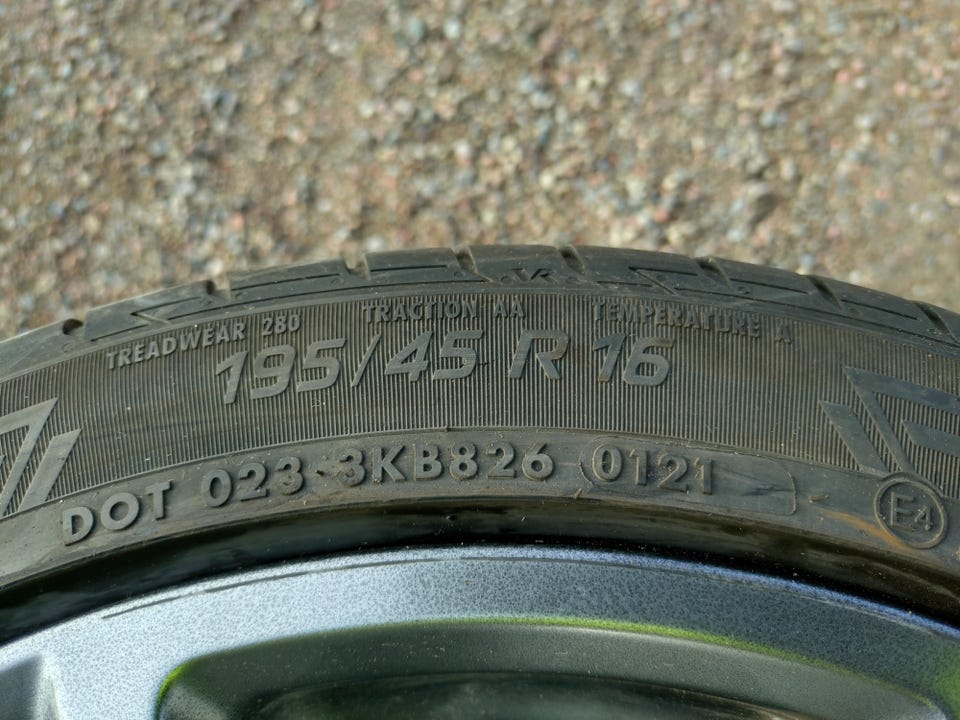 TREADWEAR 280 TRACTION AA TEMPERATURE A
195/45 R 16
DOT 023 3KB826 0121 E4